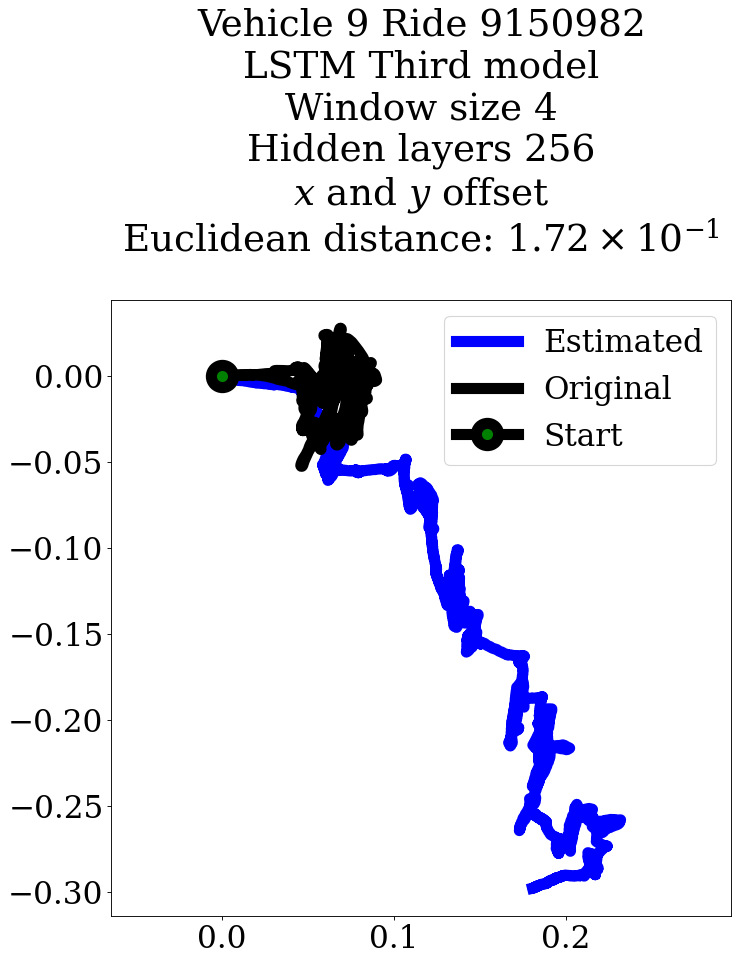 Vehicle 9 Ride 9150982
LSTM Third model
Window size 4
Hidden layers 256
x and y offset
Euclidean distance: 1.72 × 10⁻¹
Estimated
Original
Start
0.00
−0.05
−0.10
−0.15
−0.20
−0.25
−0.30
0.0 0.1 0.2